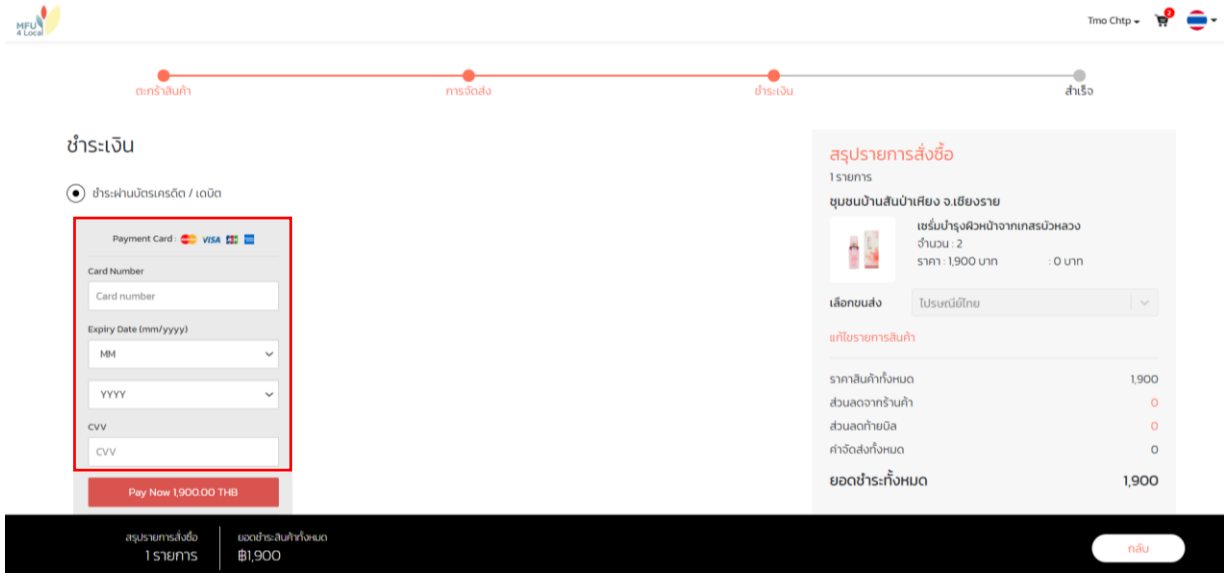 MFU
4 Local
Tmo Chtp
2
ตะกร้าสินค้า
การจัดส่ง
ชำระเงิน
สำเร็จ
ชำระเงิน
ชำระผ่านบัตรเครดิต / เดบิต
Payment Card : VISA
Card Number
Card number
Expiry Date (mm/yyyy)
MM
YYYY
CVV
CVV
Pay Now 1,900.00 THB
สรุปรายการสั่งซื้อ
1 รายการ
ชุมชนบ้านสันป่าเหียง จ.เชียงราย
เซรั่มบำรุงผิวหน้าจากเกสรบัวหลวง
จำนวน : 2
ราคา : 1,900 บาท : 0 บาท
เลือกขนส่ง ไปรษณีย์ไทย
แก้ไขรายการสินค้า
ราคาสินค้าทั้งหมด 1,900
ส่วนลดจากร้านค้า 0
ส่วนลดท้ายบิล 0
ค่าจัดส่งทั้งหมด 0
ยอดชำระทั้งหมด 1,900
สรุปรายการสั่งซื้อ ยอดชำระสินค้าทั้งหมด
1 รายการ ฿1,900
กลับ